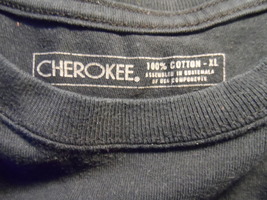 CHEROKEE.
100% COTTON - XL
ASSEMBLED IN GUATEMALA
OF USA COMPONENTS